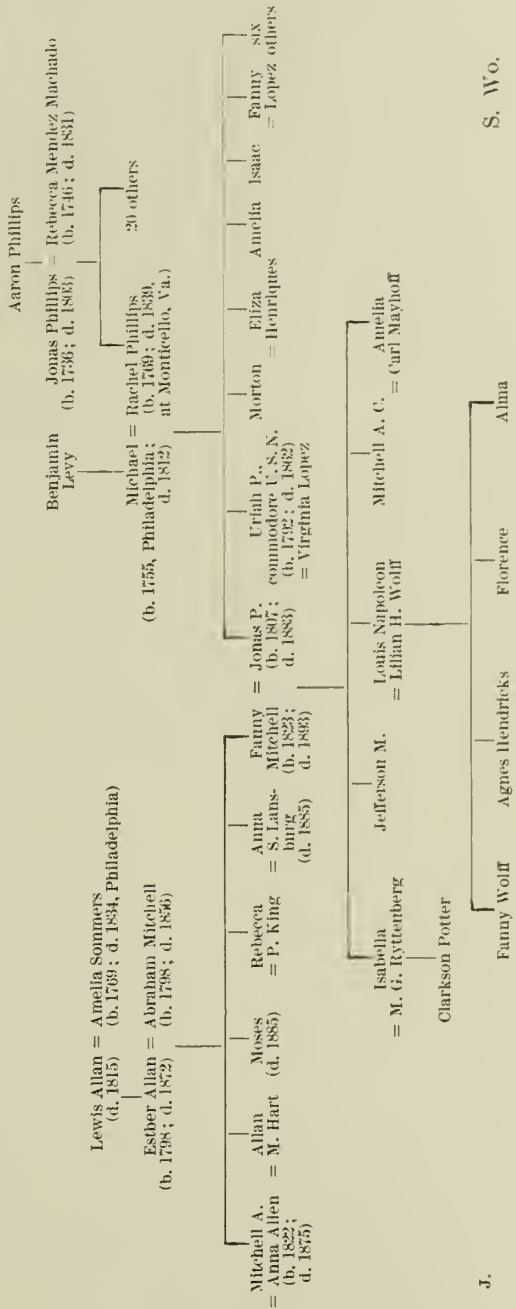 Aaron Phillips
Benjamin
Levy
Jonas Phillips = Rebecca Mendez Machado
(b. 1736; d. 1803) (b. 1746; d. 1831)
Michael = Rachel Phillips
(b. 1755, Philadelphia; (b. 1769; d. 1839,
d. 1812) at Monticello, Va.)
20 others
Lewis Allan = Amelia Sommers
(d. 1815) (b. 1769; d. 1834, Philadelphia)
Esther Allan = Abraham Mitchell
(b. 1798; d. 1872) (b. 1798; d. 1856)
Mitchell A.
= Anna Allen
(b. 1822;
d. 1875)
Allan
= M. Hart
Moses
(d. 1885)
Rebecca
= P. King
Anna
= S. Lans-
burg
(d. 1885)
Fanny
Mitchell
(b. 1823;
d. 1893)
= Jonas P.
(b. 1807;
d. 1883)
Uriah P.,
commodore U. S. N.
(b. 1792; d. 1862)
= Virginia Lopez
Morton
Eliza
= Henriques
Amelia
Isaac
Fanny
= Lopez
six
others
Isabella
= M. G. Ryttenberg
Jefferson M.
Louis Napoleon
= Lilian H. Wolff
Mitchell A. C.
Amelia
= Carl Mayhoff
Clarkson Potter
Fanny Wolff
Agnes Hendricks
Florence
Alma
J.
S. Wo.